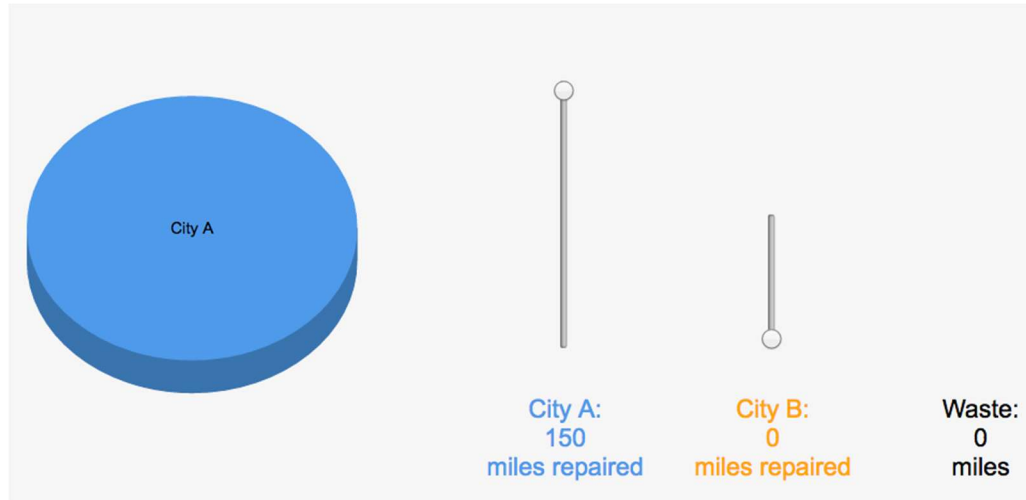 City A
City A:
150
miles repaired
City B:
0
miles repaired
Waste:
0
miles